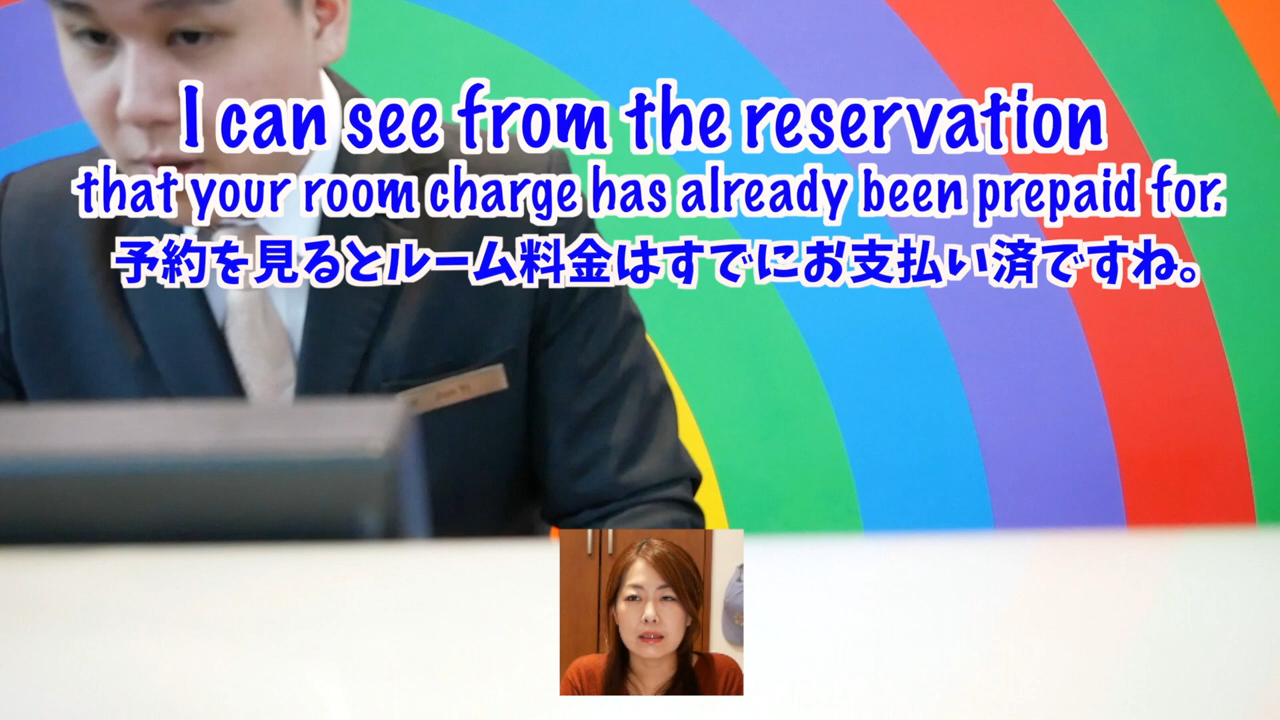 I can see from the reservation
that your room charge has already been prepaid for.
予約を見るとルーム料金はすでにお支払い済ですね。